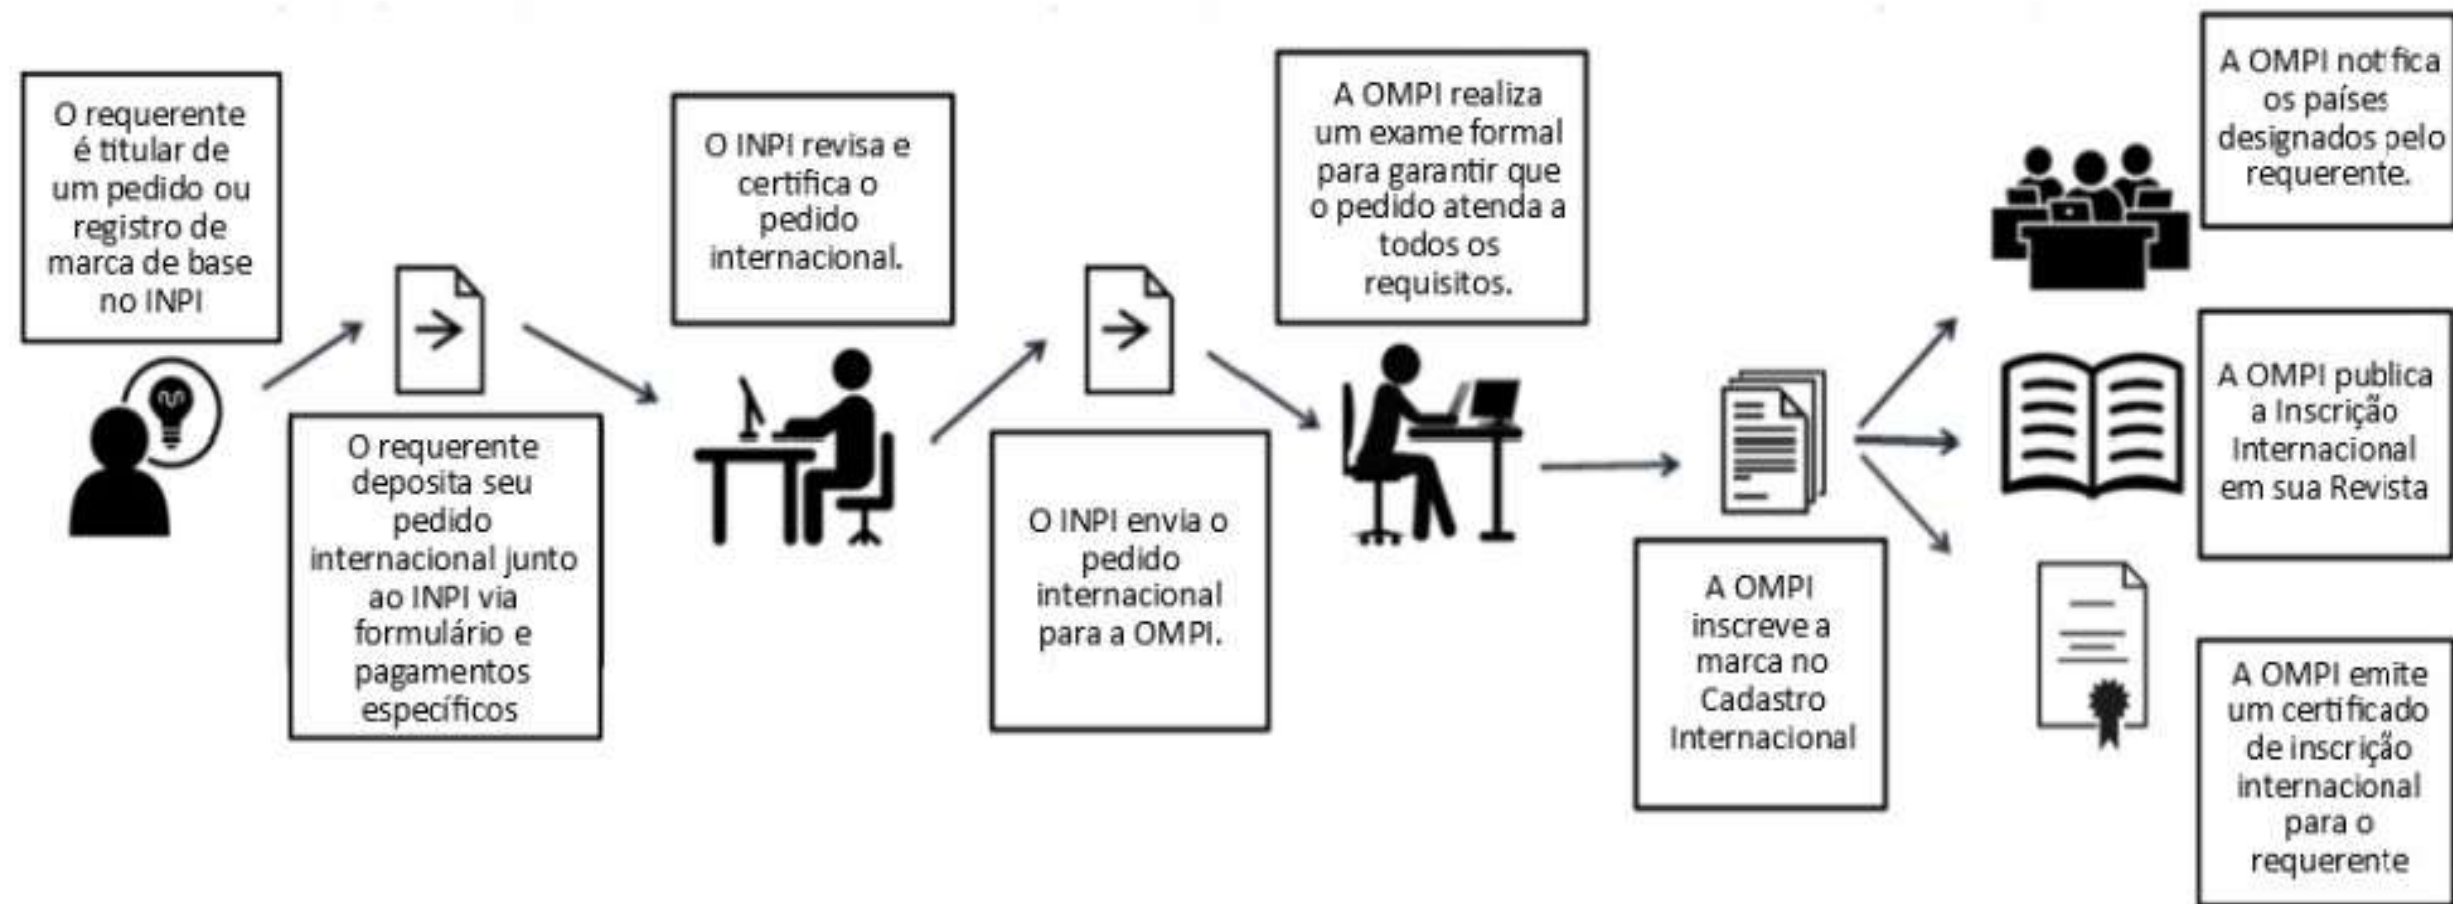 O requerente
é titular de
um pedido ou
registro de
marca de base
no INPI
O requerente
deposita seu
pedido
internacional junto
ao INPI via
formulário e
pagamentos
específicos
O INPI revisa e
certifica o
pedido
internacional.
O INPI envia o
pedido
internacional
para a OMPI.
A OMPI realiza
um exame formal
para garantir que
o pedido atenda a
todos os
requisitos.
A OMPI
inscreve a
marca no
Cadastro
Internacional
A OMPI notifica
os países
designados pelo
requerente.
A OMPI publica
a Inscrição
Internacional
em sua Revista
A OMPI emite
um certificado
de inscrição
internacional
para o
requerente